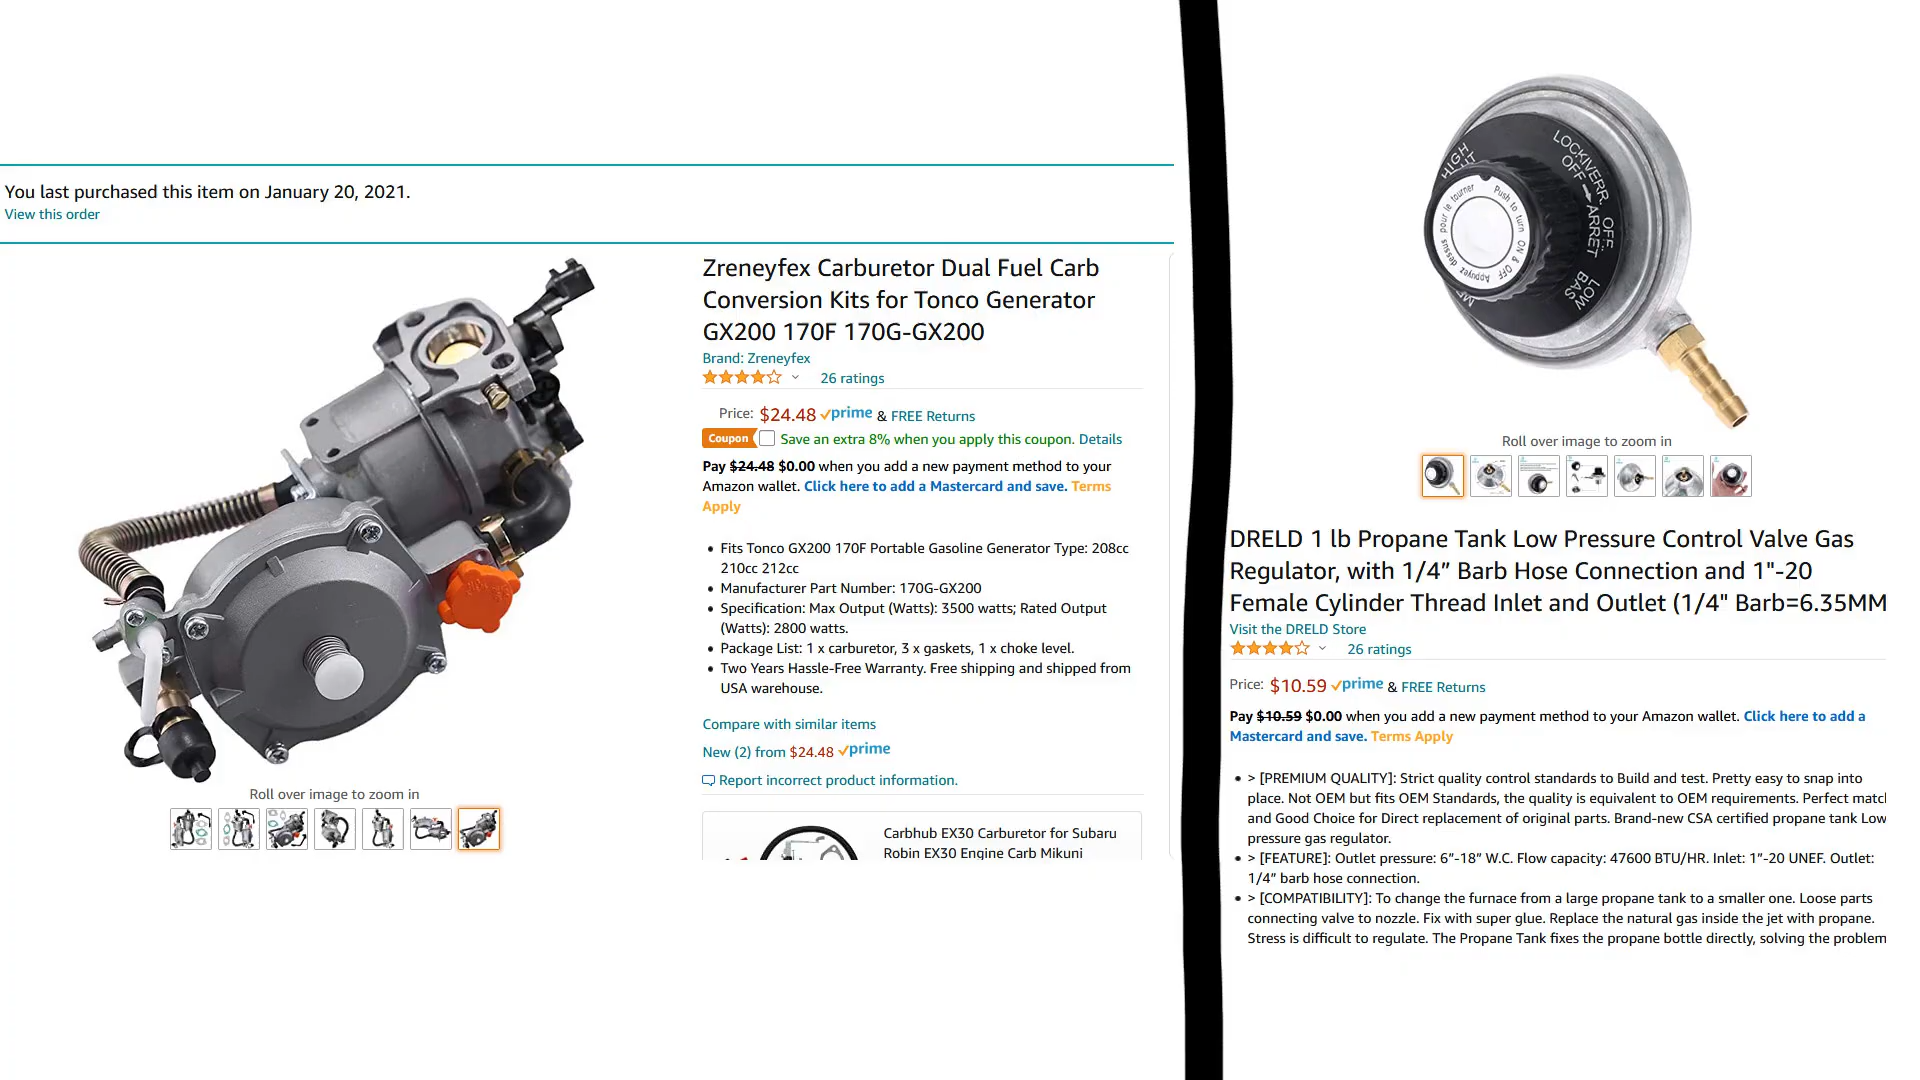 You last purchased this item on January 20, 2021.
View this order
Zreneyfex Carburetor Dual Fuel Carb
Conversion Kits for Tonco Generator
GX200 170F 170G-GX200
Brand: Zreneyfex
26 ratings
Price: $24.48 prime & FREE Returns
Coupon Save an extra 8% when you apply this coupon. Details
Pay $24.48 $0.00 when you add a new payment method to your
Amazon wallet. Click here to add a Mastercard and save. Terms
Apply
• Fits Tonco GX200 170F Portable Gasoline Generator Type: 208cc
210cc 212cc
• Manufacturer Part Number: 170G-GX200
• Specification: Max Output (Watts): 3500 watts; Rated Output
(Watts): 2800 watts.
• Package List: 1 x carburetor, 3 x gaskets, 1 x choke level.
• Two Years Hassle-Free Warranty. Free shipping and shipped from
USA warehouse.
Compare with similar items
New (2) from $24.48 prime
Report incorrect product information.
Roll over image to zoom in
Carbhub EX30 Carburetor for Subaru
Robin EX30 Engine Carb Mikuni
HIGH
LOCK/VERR.
OFF
OFF
ARRET
LOW
BAS
Push to turn ON & OFF
Appuyez dessus pour le tourner
Roll over image to zoom in
DRELD 1 lb Propane Tank Low Pressure Control Valve Gas
Regulator, with 1/4” Barb Hose Connection and 1"-20
Female Cylinder Thread Inlet and Outlet (1/4" Barb=6.35MM
Visit the DRELD Store
26 ratings
Price: $10.59 prime & FREE Returns
Pay $10.59 $0.00 when you add a new payment method to your Amazon wallet. Click here to add a
Mastercard and save. Terms Apply
• > [PREMIUM QUALITY]: Strict quality control standards to Build and test. Pretty easy to snap into
place. Not OEM but fits OEM Standards, the quality is equivalent to OEM requirements. Perfect match
and Good Choice for Direct replacement of original parts. Brand-new CSA certified propane tank Low
pressure gas regulator.
• > [FEATURE]: Outlet pressure: 6”-18” W.C. Flow capacity: 47600 BTU/HR. Inlet: 1”-20 UNEF. Outlet:
1/4” barb hose connection.
• > [COMPATIBILITY]: To change the furnace from a large propane tank to a smaller one. Loose parts
connecting valve to nozzle. Fix with super glue. Replace the natural gas inside the jet with propane.
Stress is difficult to regulate. The Propane Tank fixes the propane bottle directly, solving the problem